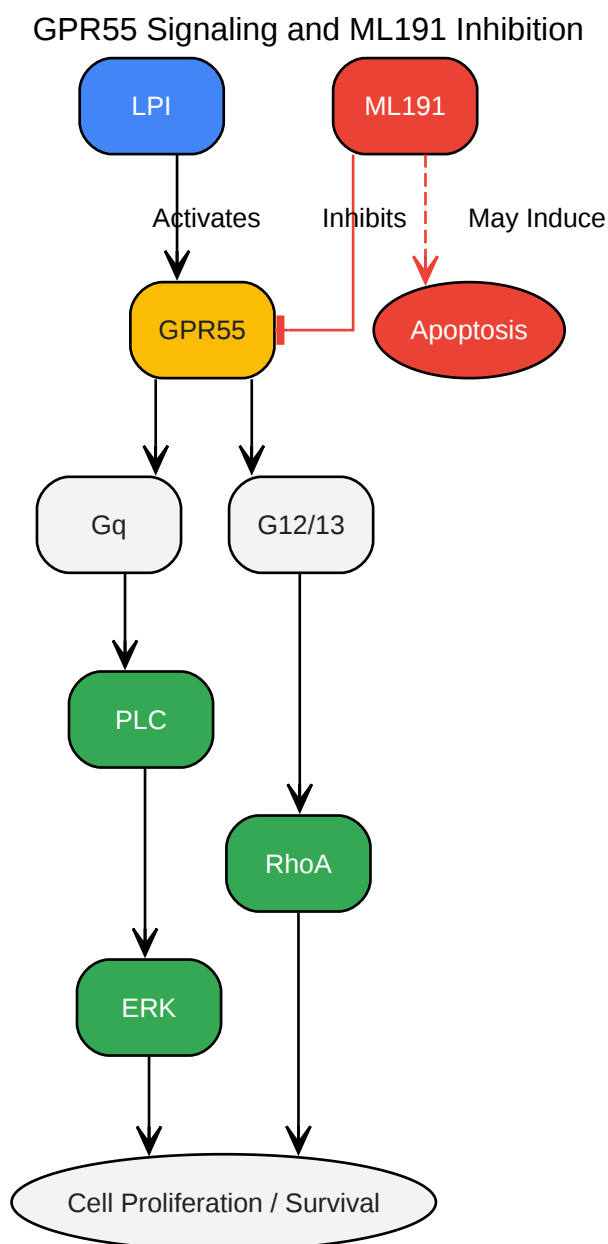 GPR55 Signaling and ML191 Inhibition
LPI
ML191
Activates
Inhibits
May Induce
GPR55
Apoptosis
Gq
G12/13
PLC
RhoA
ERK
Cell Proliferation / Survival